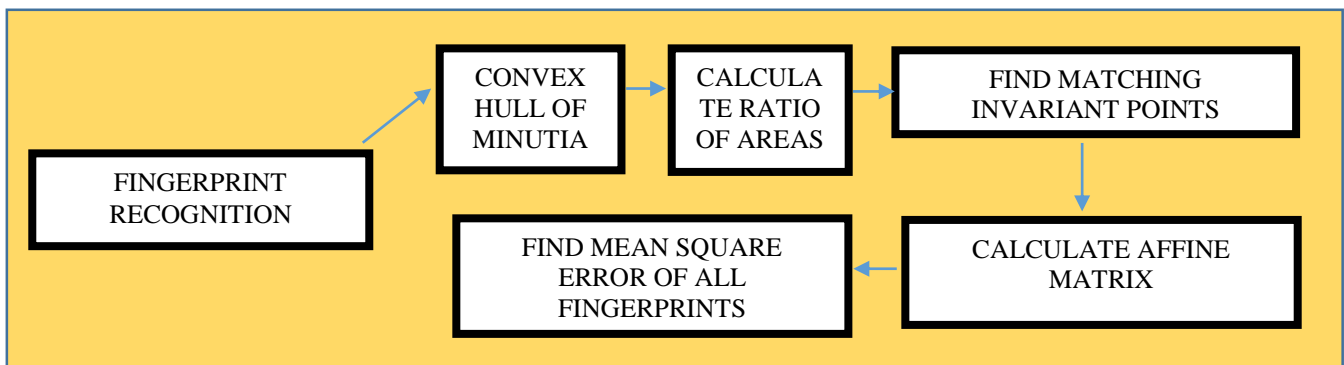 FINGERPRINT
RECOGNITION
CONVEX
HULL OF
MINUTIA
CALCULA
TE RATIO
OF AREAS
FIND MATCHING
INVARIANT POINTS
CALCULATE AFFINE
MATRIX
FIND MEAN SQUARE
ERROR OF ALL
FINGERPRINTS